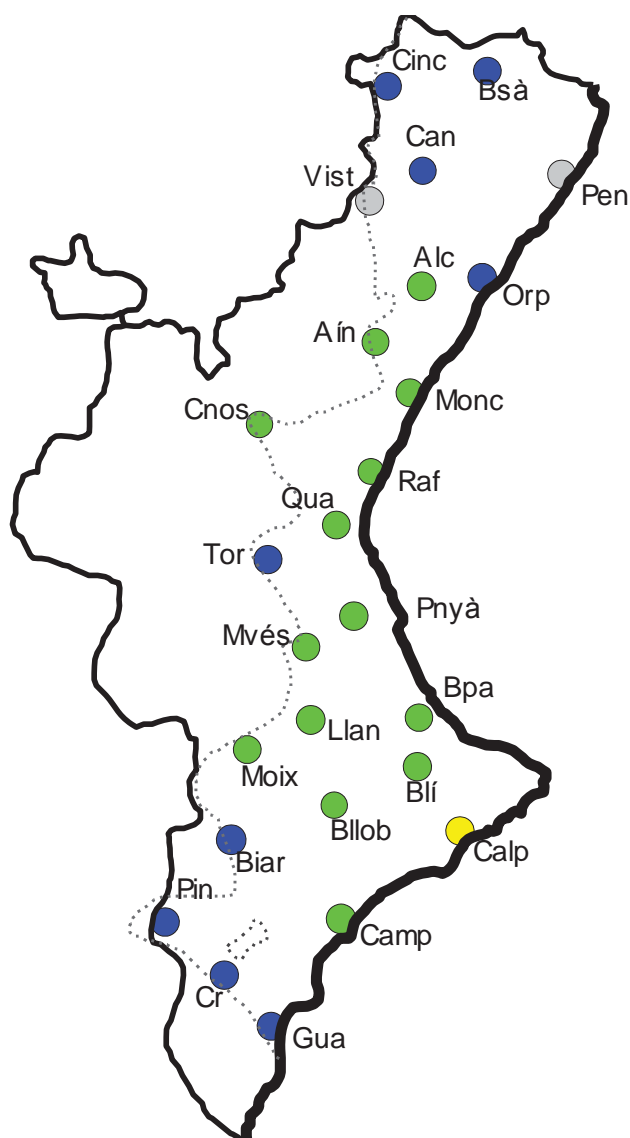 Cinc
Bsà
Can
Vist
Pen
Alc
Orp
Aín
Monc
Cnos
Raf
Qua
Tor
Pnyà
Mvés
Bpa
Llan
Moix
Blí
Bllob
Calp
Biar
Pin
Camp
Cr
Gua